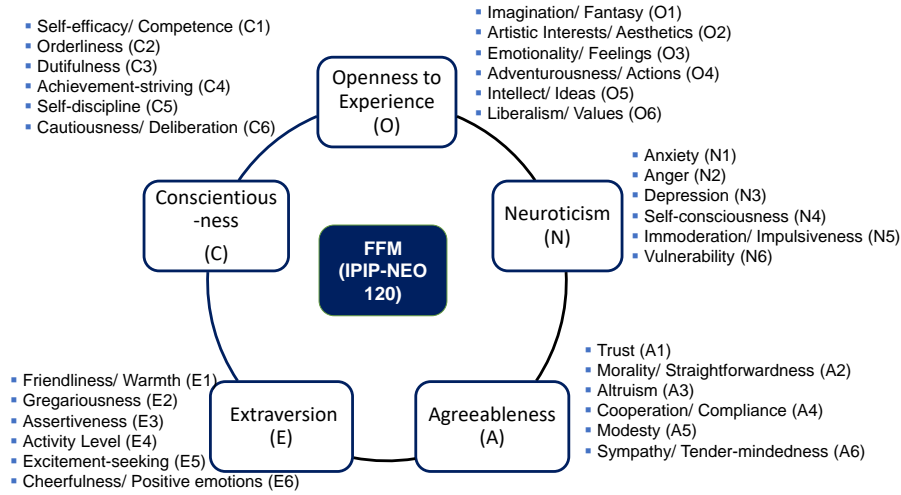 Self-efficacy/ Competence (C1)
Orderliness (C2)
Dutifulness (C3)
Achievement-striving (C4)
Self-discipline (C5)
Cautiousness/ Deliberation (C6)
Imagination/ Fantasy (O1)
Artistic Interests/ Aesthetics (O2)
Emotionality/ Feelings (O3)
Adventurousness/ Actions (O4)
Intellect/ Ideas (O5)
Liberalism/ Values (O6)
Openness to
Experience
(O)
Anxiety (N1)
Anger (N2)
Depression (N3)
Self-consciousness (N4)
Immoderation/ Impulsiveness (N5)
Vulnerability (N6)
Conscientious
-ness
(C)
Neuroticism
(N)
FFM
(IPIP-NEO
120)
Friendliness/ Warmth (E1)
Gregariousness (E2)
Assertiveness (E3)
Activity Level (E4)
Excitement-seeking (E5)
Cheerfulness/ Positive emotions (E6)
Extraversion
(E)
Agreeableness
(A)
Trust (A1)
Morality/ Straightforwardness (A2)
Altruism (A3)
Cooperation/ Compliance (A4)
Modesty (A5)
Sympathy/ Tender-mindedness (A6)